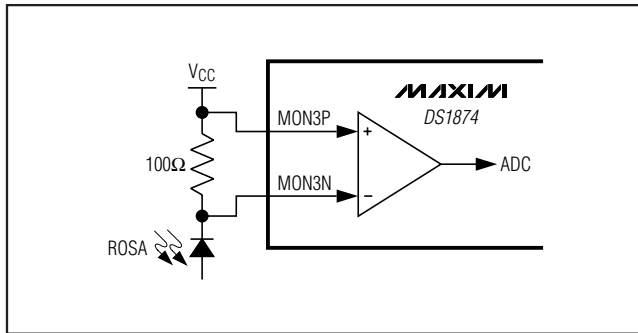 VCC
MAXIM
DS1874
MON3P
+
100Ω
ADC
MON3N
−
ROSA